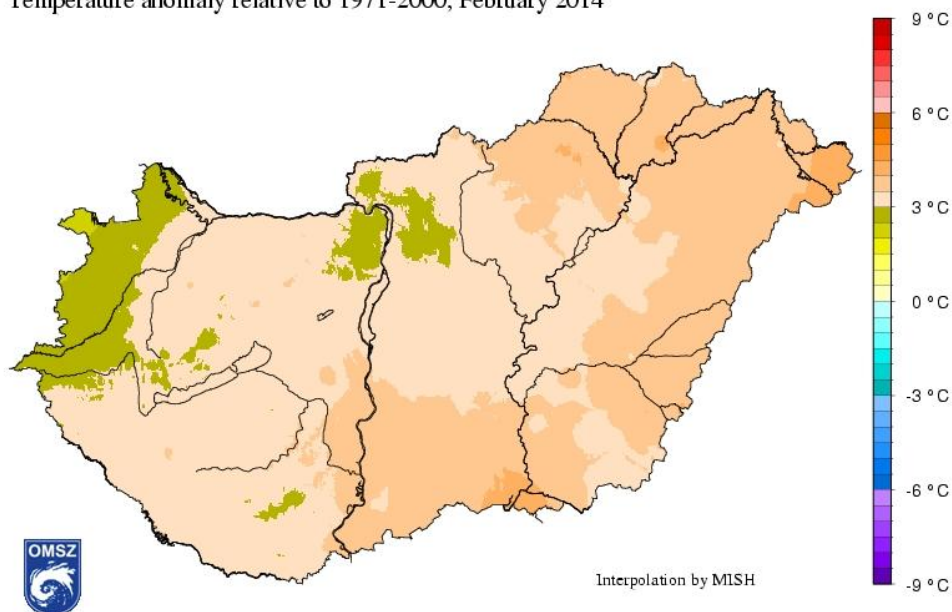 Temperature anomaly relative to 1971-2000, February 2014
9 °C
6 °C
3 °C
0 °C
-3 °C
-6 °C
-9 °C
OMSZ
Interpolation by MISH